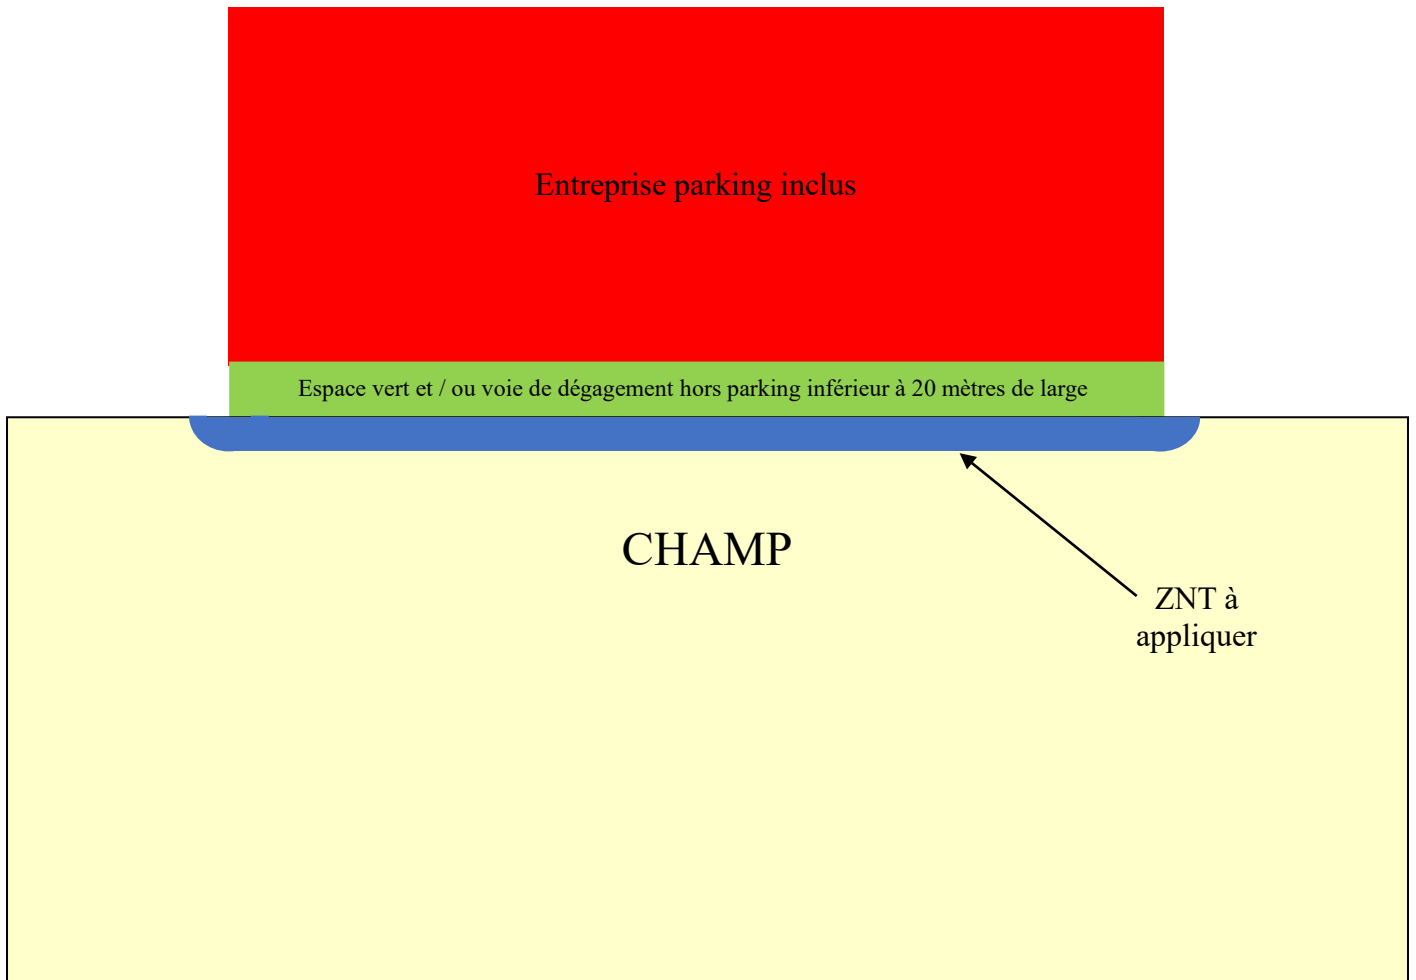 Entreprise parking inclus
Espace vert et / ou voie de dégagement hors parking inférieur à 20 mètres de large
CHAMP
ZNT à
appliquer